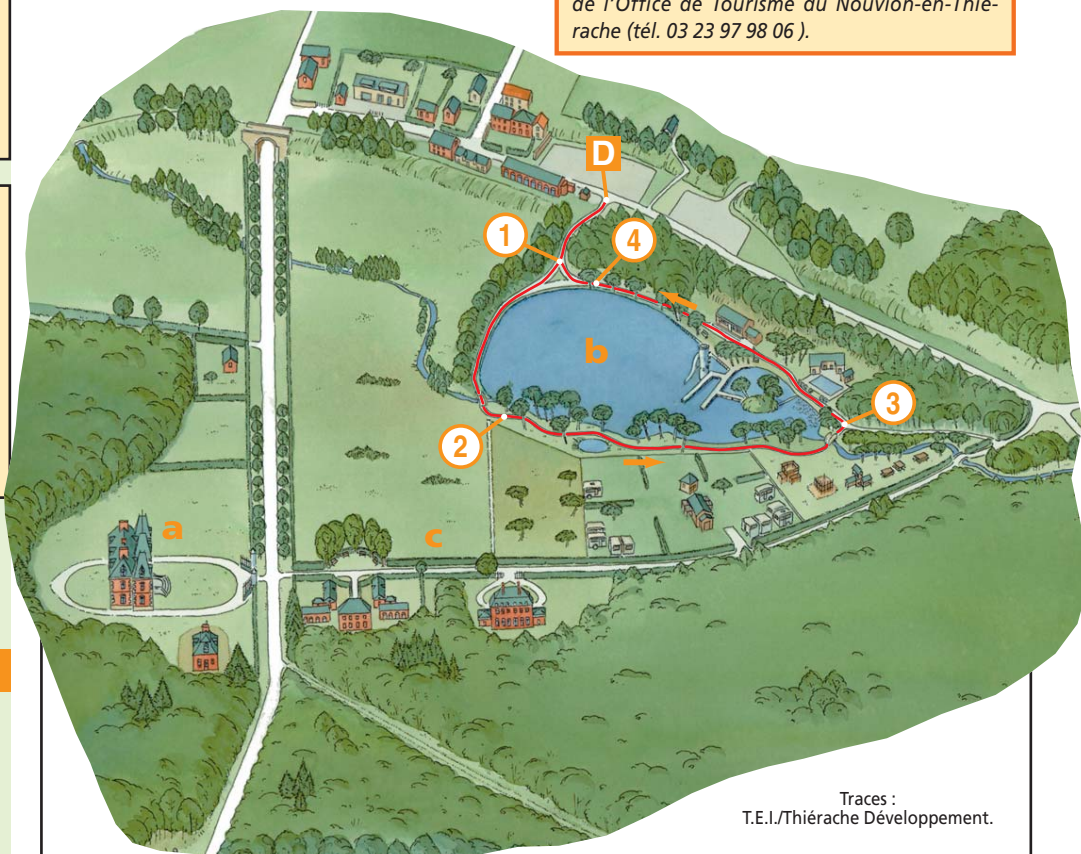 de l'Office de Tourisme du Nouvion-en-Thié-
rache (tél. 03 23 97 98 06 ).
D
1
4
b
3
2
a
c
Traces :
T.E.I./Thiérache Développement.